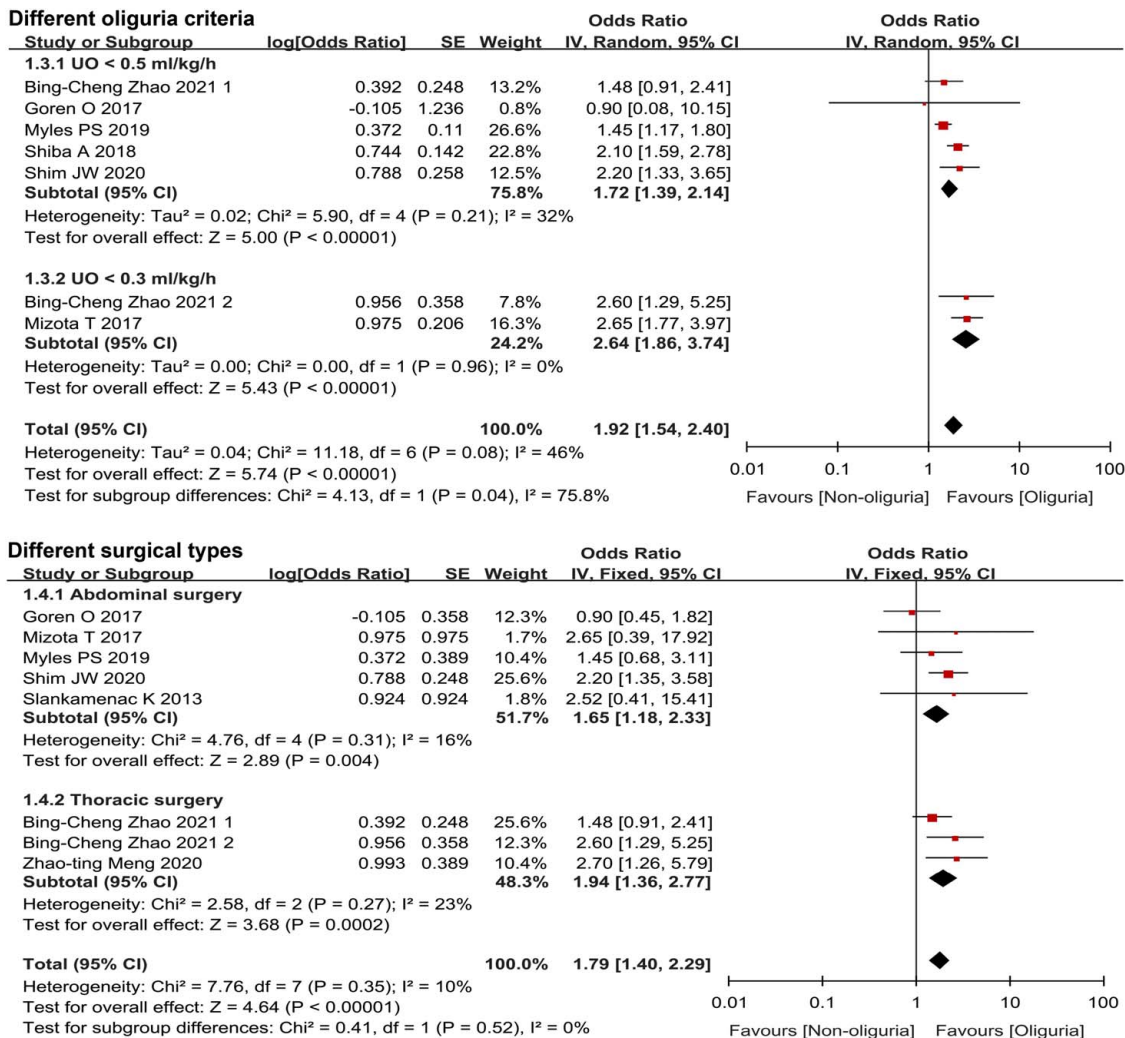 Different oliguria criteria
Odds Ratio Odds Ratio
Study or Subgroup log[Odds Ratio] SE Weight IV, Random, 95% CI IV, Random, 95% CI
1.3.1 UO < 0.5 ml/kg/h
Bing-Cheng Zhao 2021 1 0.392 0.248 13.2% 1.48 [0.91, 2.41]
Goren O 2017 -0.105 1.236 0.8% 0.90 [0.08, 10.15]
Myles PS 2019 0.372 0.11 26.6% 1.45 [1.17, 1.80]
Shiba A 2018 0.744 0.142 22.8% 2.10 [1.59, 2.78]
Shim JW 2020 0.788 0.258 12.5% 2.20 [1.33, 3.65]
Subtotal (95% CI) 75.8% 1.72 [1.39, 2.14]
Heterogeneity: Tau² = 0.02; Chi² = 5.90, df = 4 (P = 0.21); I² = 32%
Test for overall effect: Z = 5.00 (P < 0.00001)
1.3.2 UO < 0.3 ml/kg/h
Bing-Cheng Zhao 2021 2 0.956 0.358 7.8% 2.60 [1.29, 5.25]
Mizota T 2017 0.975 0.206 16.3% 2.65 [1.77, 3.97]
Subtotal (95% CI) 24.2% 2.64 [1.86, 3.74]
Heterogeneity: Tau² = 0.00; Chi² = 0.00, df = 1 (P = 0.96); I² = 0%
Test for overall effect: Z = 5.43 (P < 0.00001)
Total (95% CI) 100.0% 1.92 [1.54, 2.40]
Heterogeneity: Tau² = 0.04; Chi² = 11.18, df = 6 (P = 0.08); I² = 46%
Test for overall effect: Z = 5.74 (P < 0.00001)
Test for subgroup differences: Chi² = 4.13, df = 1 (P = 0.04), I² = 75.8%
0.01 0.1 1 10 100
Favours [Non-oliguria] Favours [Oliguria]
Different surgical types
Odds Ratio Odds Ratio
Study or Subgroup log[Odds Ratio] SE Weight IV, Fixed, 95% CI IV, Fixed, 95% CI
1.4.1 Abdominal surgery
Goren O 2017 -0.105 0.358 12.3% 0.90 [0.45, 1.82]
Mizota T 2017 0.975 0.975 1.7% 2.65 [0.39, 17.92]
Myles PS 2019 0.372 0.389 10.4% 1.45 [0.68, 3.11]
Shim JW 2020 0.788 0.248 25.6% 2.20 [1.35, 3.58]
Slankamenac K 2013 0.924 0.924 1.8% 2.52 [0.41, 15.41]
Subtotal (95% CI) 51.7% 1.65 [1.18, 2.33]
Heterogeneity: Chi² = 4.76, df = 4 (P = 0.31); I² = 16%
Test for overall effect: Z = 2.89 (P = 0.004)
1.4.2 Thoracic surgery
Bing-Cheng Zhao 2021 1 0.392 0.248 25.6% 1.48 [0.91, 2.41]
Bing-Cheng Zhao 2021 2 0.956 0.358 12.3% 2.60 [1.29, 5.25]
Zhao-ting Meng 2020 0.993 0.389 10.4% 2.70 [1.26, 5.79]
Subtotal (95% CI) 48.3% 1.94 [1.36, 2.77]
Heterogeneity: Chi² = 2.58, df = 2 (P = 0.27); I² = 23%
Test for overall effect: Z = 3.68 (P = 0.0002)
Total (95% CI) 100.0% 1.79 [1.40, 2.29]
Heterogeneity: Chi² = 7.76, df = 7 (P = 0.35); I² = 10%
Test for overall effect: Z = 4.64 (P < 0.00001)
Test for subgroup differences: Chi² = 0.41, df = 1 (P = 0.52), I² = 0%
0.01 0.1 1 10 100
Favours [Non-oliguria] Favours [Oliguria]